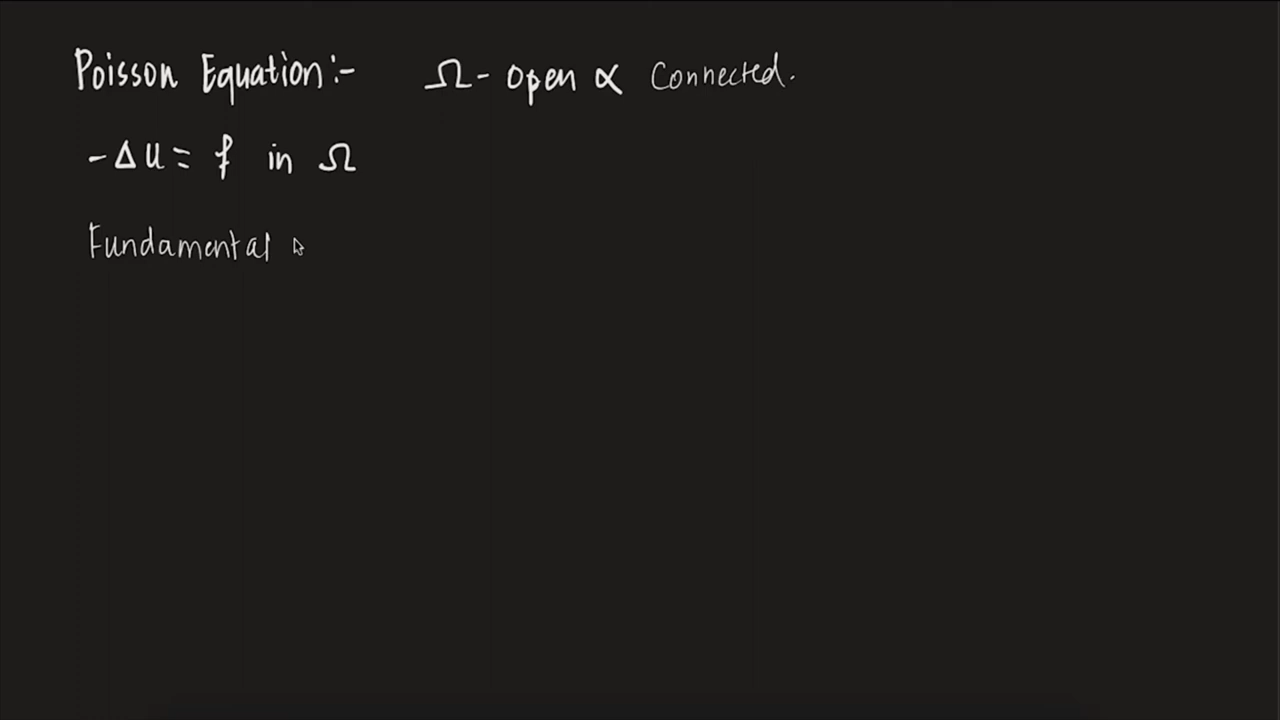 Poisson Equation:- Ω - open & Connected.
-Δu = f in Ω
Fundamental